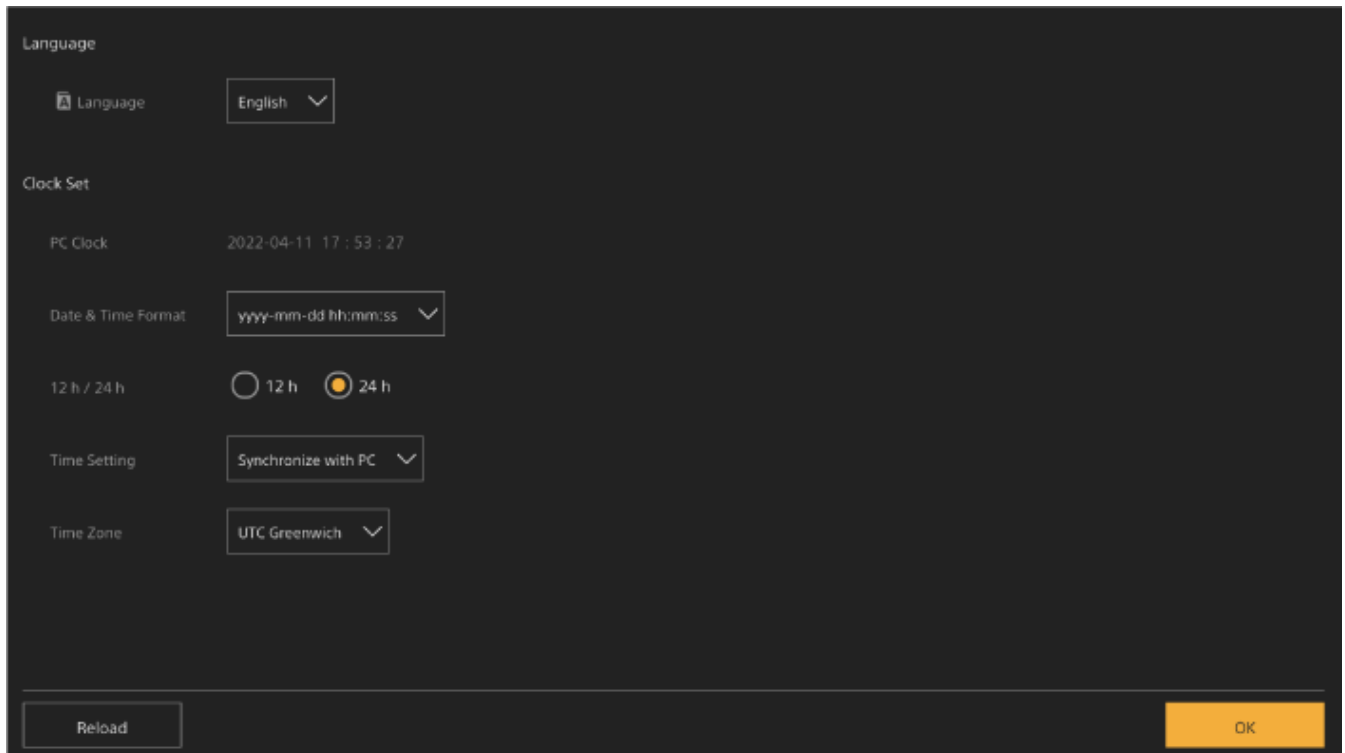 Language
A Language English
Clock Set
PC Clock 2022-04-11 17 : 53 : 27
Date & Time Format yyyy-mm-dd hh:mm:ss
12 h / 24 h 12 h 24 h
Time Setting Synchronize with PC
Time Zone UTC Greenwich
Reload OK